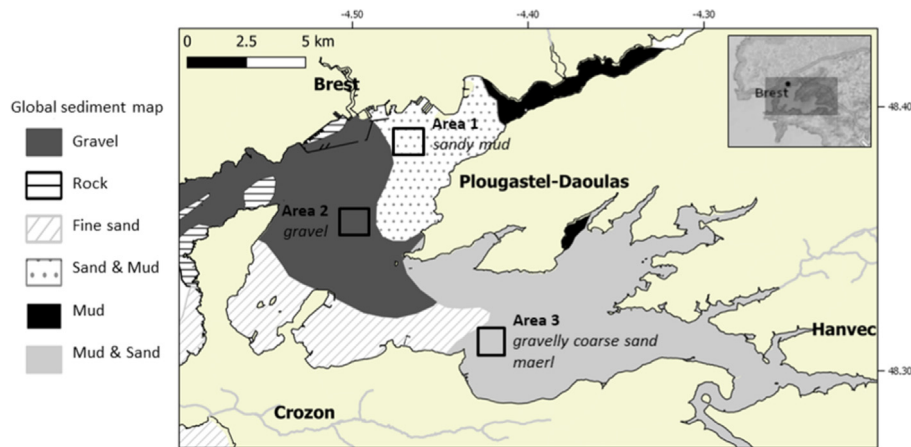 -4.50
-4.40
-4.30
0 2.5 5 km
Brest
Brest
Global sediment map
Gravel
Rock
Fine sand
Sand & Mud
Mud
Mud & Sand
Area 1
sandy mud
48.40
Plougastel-Daoulas
Area 2
gravel
Area 3
gravelly coarse sand
maerl
Hanvec
48.30
Crozon